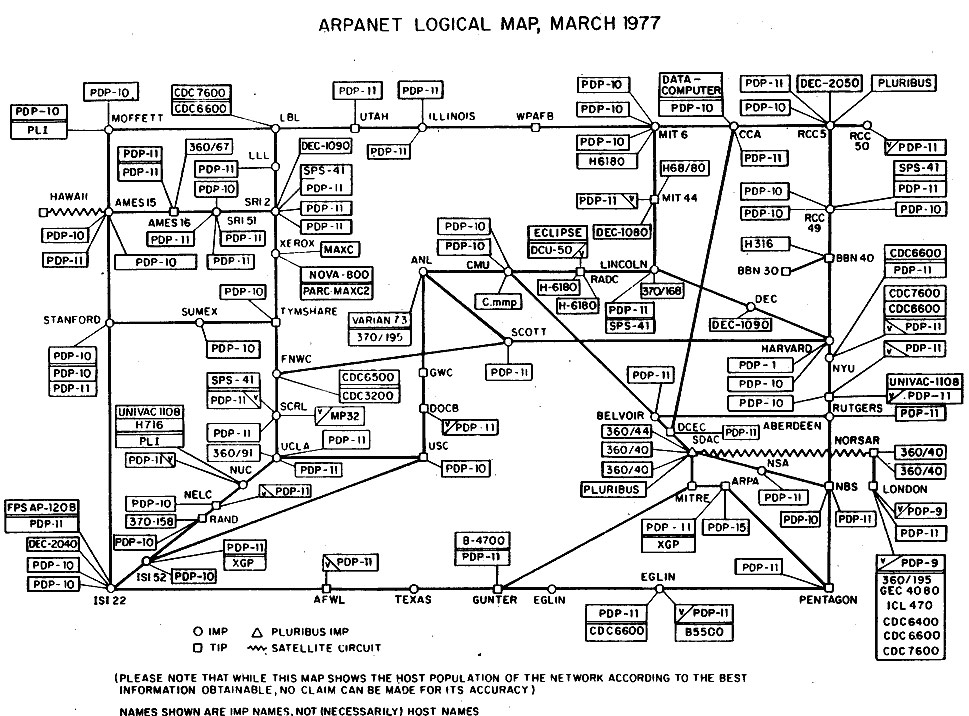 ARPANET LOGICAL MAP, MARCH 1977
PDP-10
PLI
PDP-10
MOFFETT
CDC7600
CDC6600
LBL
PDP-11
UTAH
PDP-11
ILLINOIS
PDP-11
WPAFB
PDP-10
PDP-10
PDP-10
H6180
MIT 6
DATA-
COMPUTER
PDP-10
CCA
PDP-11
PDP-11
PDP-10
DEC-2050
PLURIBUS
RCC5
RCC
50
PDP-11
LLL
PDP-11
360/67
PDP-11
PDP-11
PDP-10
DEC-1090
SPS-41
PDP-11
PDP-11
PDP-11
HAWAII
AMES15
AMES16
SRI 51
SRI 2
PDP-10
PDP-11
PDP-10
PDP-11
PDP-11
PDP-11
XEROX
MAXC
NOVA-800
PARC-MAXC2
H68/80
PDP-11
MIT 44
DEC-1080
SPS-41
PDP-11
PDP-10
PDP-10
PDP-10
RCC
49
H316
BBN 40
BBN 30
ECLIPSE
DCU-50
PDP-10
PDP-10
ANL
CMU
C.mmp
RADC
H-6180
H-6180
LINCOLN
370/168
PDP-11
SPS-41
DEC
DEC-1090
CDC6600
PDP-11
CDC7600
CDC6600
PDP-11
PDP-11
PDP-10
SUMEX
STANFORD
TYMSHARE
PDP-10
PDP-10
PDP-10
PDP-11
VARIAN 73
370/195
SCOTT
PDP-11
HARVARD
PDP-1
PDP-10
PDP-10
NYU
FNWC
CDC6500
CDC3200
GWC
SPS-41
PDP-11
SCRL
MP32
DOCB
PDP-11
PDP-11
BELVOIR
UNIVAC-1108
PDP-11
RUTGERS
PDP-11
UNIVAC 1108
H716
PLI
PDP-11
PDP-11
360/91
UCLA
PDP-11
PDP-11
USC
PDP-10
360/44
360/40
360/40
PLURIBUS
DCEC
PDP-11
SDAC
ABERDEEN
NORSAR
360/40
360/40
NUC
NSA
PDP-11
NELC
PDP-11
PDP-10
370-158
RAND
PDP-10
MITRE
ARPA
PDP-11
XGP
PDP-15
NBS
PDP-10
PDP-11
LONDON
PDP-9
PDP-11
FPS AP-120B
PDP-11
DEC-2040
PDP-10
PDP-10
ISI 52
PDP-11
XGP
PDP-10
B-4700
PDP-11
PDP-11
PDP-11
PDP-9
360/195
GEC 4080
ICL 470
CDC6400
CDC6600
CDC7600
ISI 22
AFWL
TEXAS
GUNTER
EGLIN
EGLIN
PENTAGON
PDP-11
CDC6600
PDP-11
B5500
IMP
PLURIBUS IMP
TIP
SATELLITE CIRCUIT
(PLEASE NOTE THAT WHILE THIS MAP SHOWS THE HOST POPULATION OF THE NETWORK ACCORDING TO THE BEST
INFORMATION OBTAINABLE, NO CLAIM CAN BE MADE FOR ITS ACCURACY)
NAMES SHOWN ARE IMP NAMES, NOT (NECESSARILY) HOST NAMES